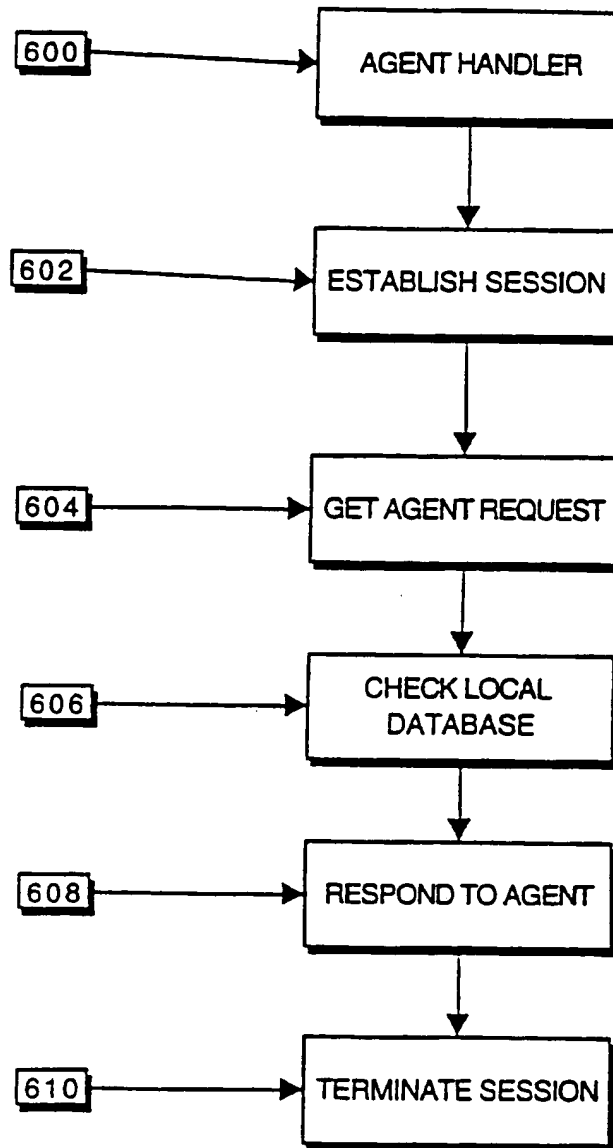 600
AGENT HANDLER
602
ESTABLISH SESSION
604
GET AGENT REQUEST
606
CHECK LOCAL
DATABASE
608
RESPOND TO AGENT
610
TERMINATE SESSION